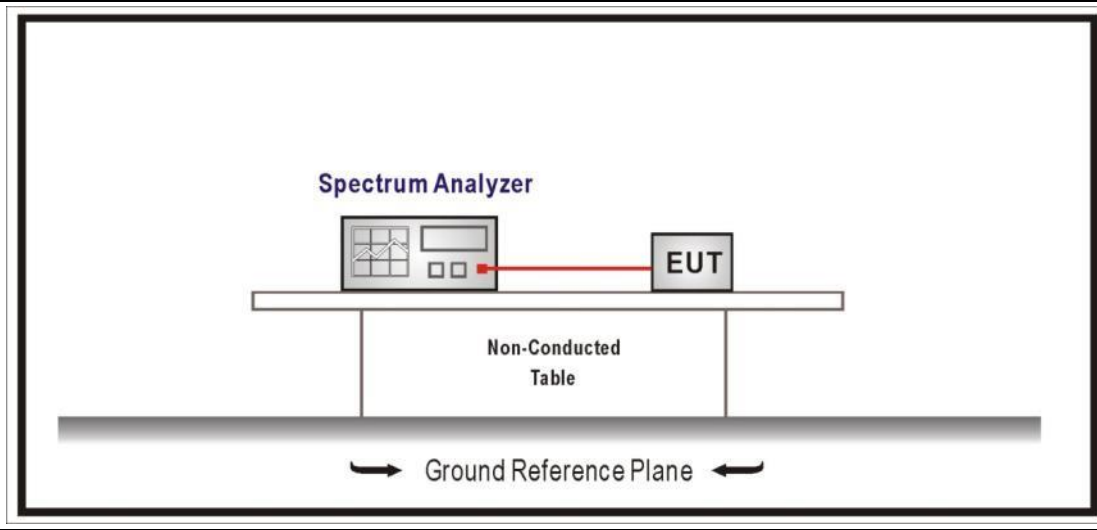 Spectrum Analyzer
EUT
Non-Conducted
Table
Ground Reference Plane